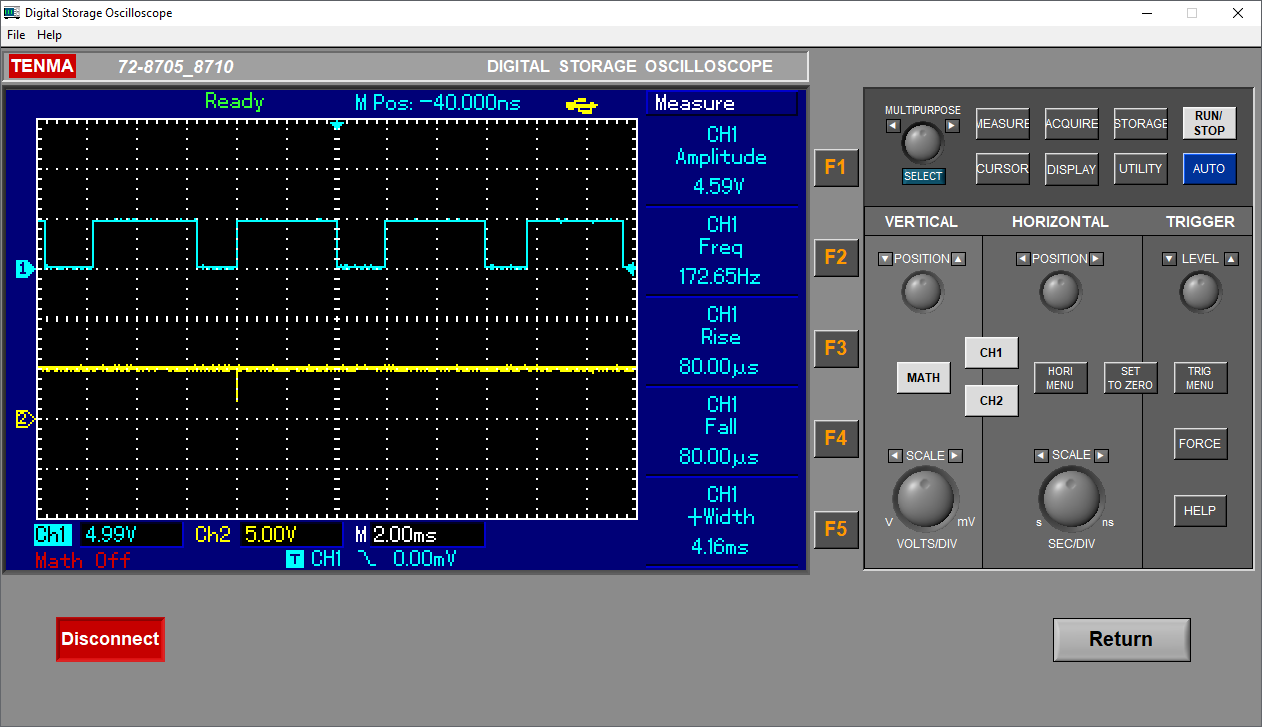 Digital Storage Oscilloscope
File Help
TENMA 72-8705_8710 DIGITAL STORAGE OSCILLOSCOPE
Ready M Pos: -40.000ns Measure
CH1
Amplitude
4.59V
CH1
Freq
172.65Hz
CH1
Rise
80.00µs
CH1
Fall
80.00µs
CH1
+Width
4.16ms
1
2
Ch1 4.99V Ch2 5.00V M 2.00ms
Math Off T CH1 0.00mV
F1
F2
F3
F4
F5
MULTIPURPOSE
SELECT
MEASURE ACQUIRE STORAGE RUN/
STOP
CURSOR DISPLAY UTILITY AUTO
VERTICAL HORIZONTAL TRIGGER
POSITION POSITION LEVEL
CH1
MATH
CH2
HORI
MENU
SET
TO ZERO
TRIG
MENU
FORCE
SCALE SCALE
V mV s ns
VOLTS/DIV SEC/DIV
HELP
Disconnect Return